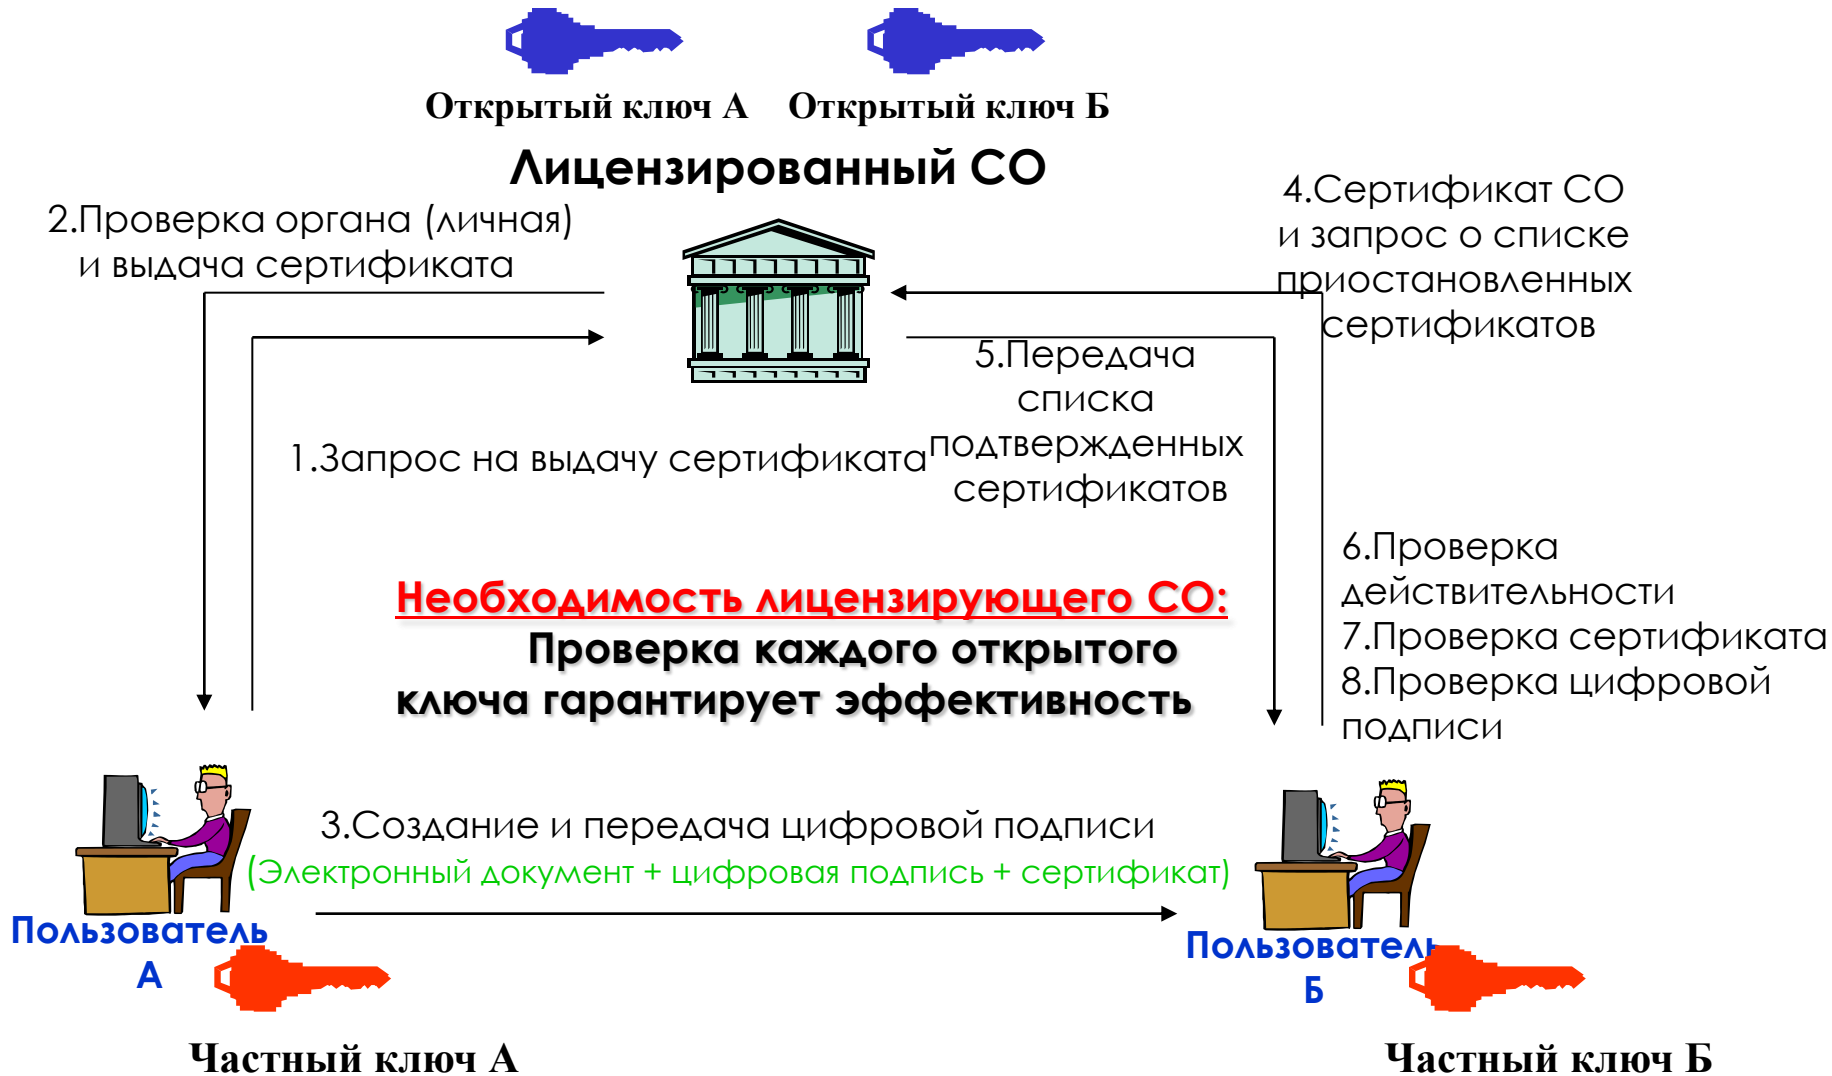 Открытый ключ А
Открытый ключ Б
Лицензированный СО
2.Проверка органа (личная)
и выдача сертификата
4.Сертификат СО
и запрос о списке
приостановленных
сертификатов
5.Передача
списка
подтвержденных
сертификатов
1.Запрос на выдачу сертификата
Необходимость лицензирующего СО:
Проверка каждого открытого
ключа гарантирует эффективность
6.Проверка
действительности
7.Проверка сертификата
8.Проверка цифровой
подписи
3.Создание и передача цифровой подписи
(Электронный документ + цифровая подпись + сертификат)
Пользователь
А
Пользователь
Б
Частный ключ А
Частный ключ Б